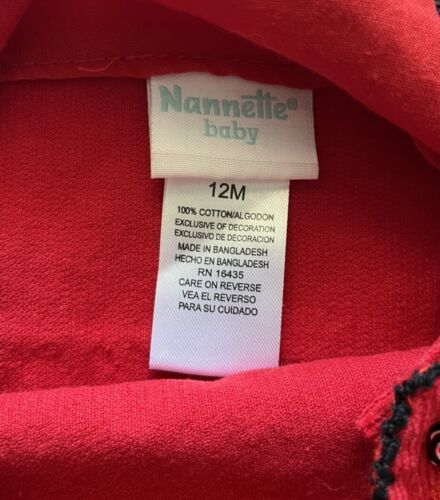 Nannette®
baby
12M
100% COTTON/ALGODON
EXCLUSIVE OF DECORATION
EXCLUSIVO DE DECORACION
MADE IN BANGLADESH
HECHO EN BANGLADESH
RN 16435
CARE ON REVERSE
VEA EL REVERSO
PARA SU CUIDADO